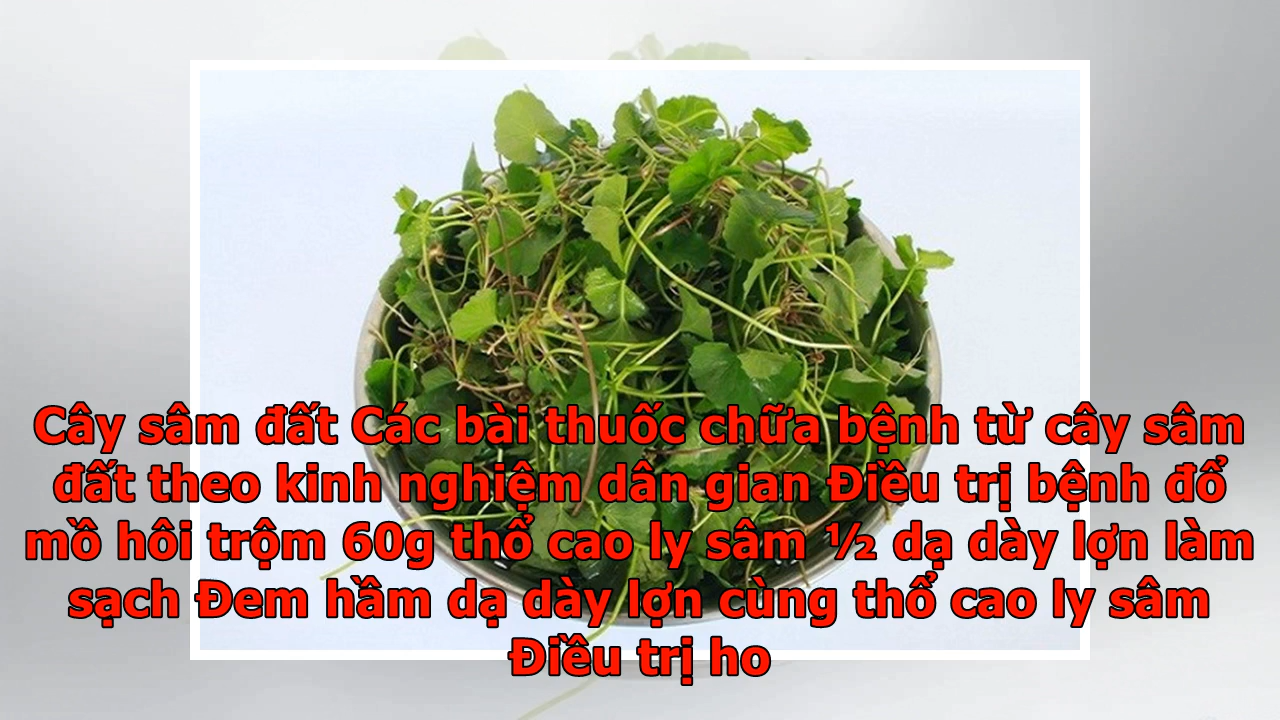 Cây sâm đất Các bài thuốc chữa bệnh từ cây sâm
đất theo kinh nghiệm dân gian Điều trị bệnh đổ
mồ hôi trộm 60g thổ cao ly sâm ½ dạ dày lợn làm
sạch Đem hầm dạ dày lợn cùng thổ cao ly sâm
Điều trị ho